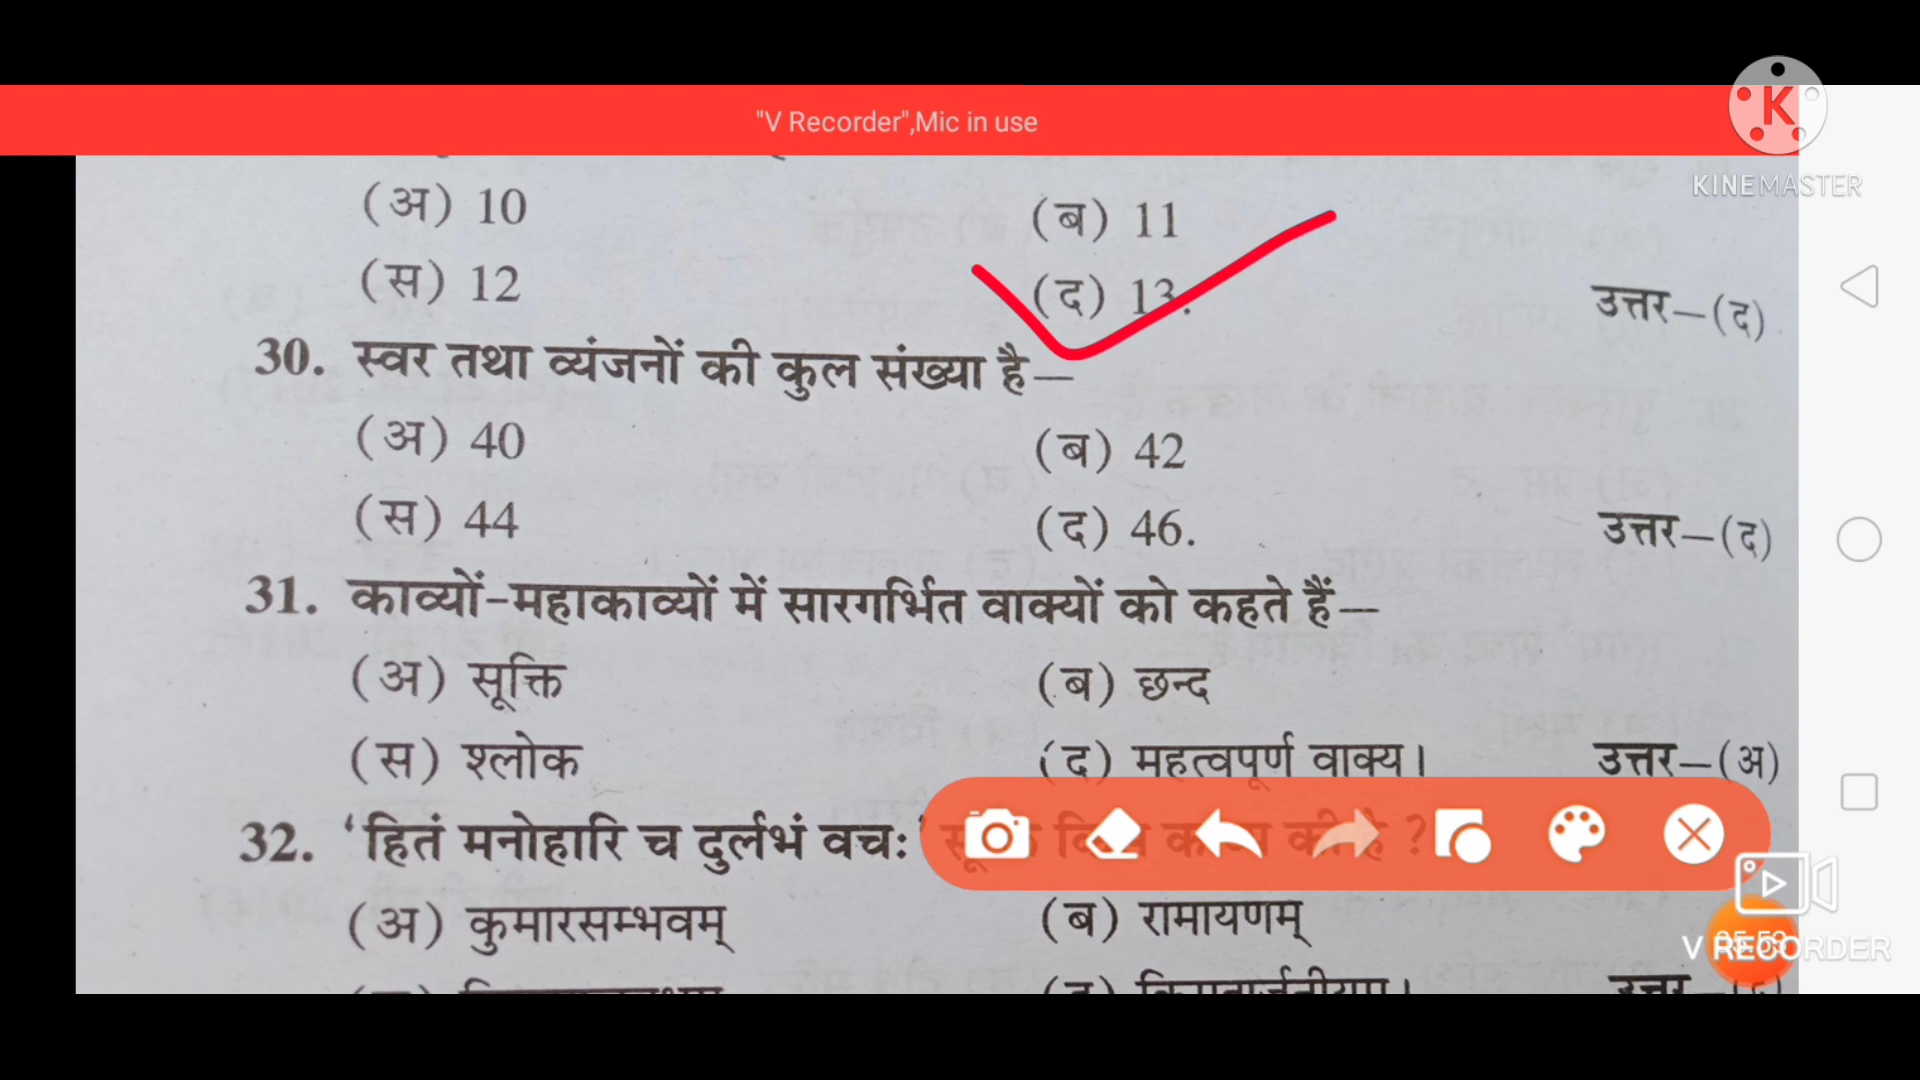 "V Recorder",Mic in use
K
KINEMASTER
(अ) 10 (ब) 11
(स) 12 (द) 13. उत्तर–(द)
30. स्वर तथा व्यंजनों की कुल संख्या है–
(अ) 40 (ब) 42
(स) 44 (द) 46. उत्तर–(द)
31. काव्यों-महाकाव्यों में सारगर्भित वाक्यों को कहते हैं–
(अ) सूक्ति (ब) छन्द
(स) श्लोक (द) महत्वपूर्ण वाक्य। उत्तर–(अ)
32. 'हितं मनोहारि च दुर्लभं वचः' की है ?
(अ) कुमारसम्भवम् (ब) रामायणम्
V RECORDER